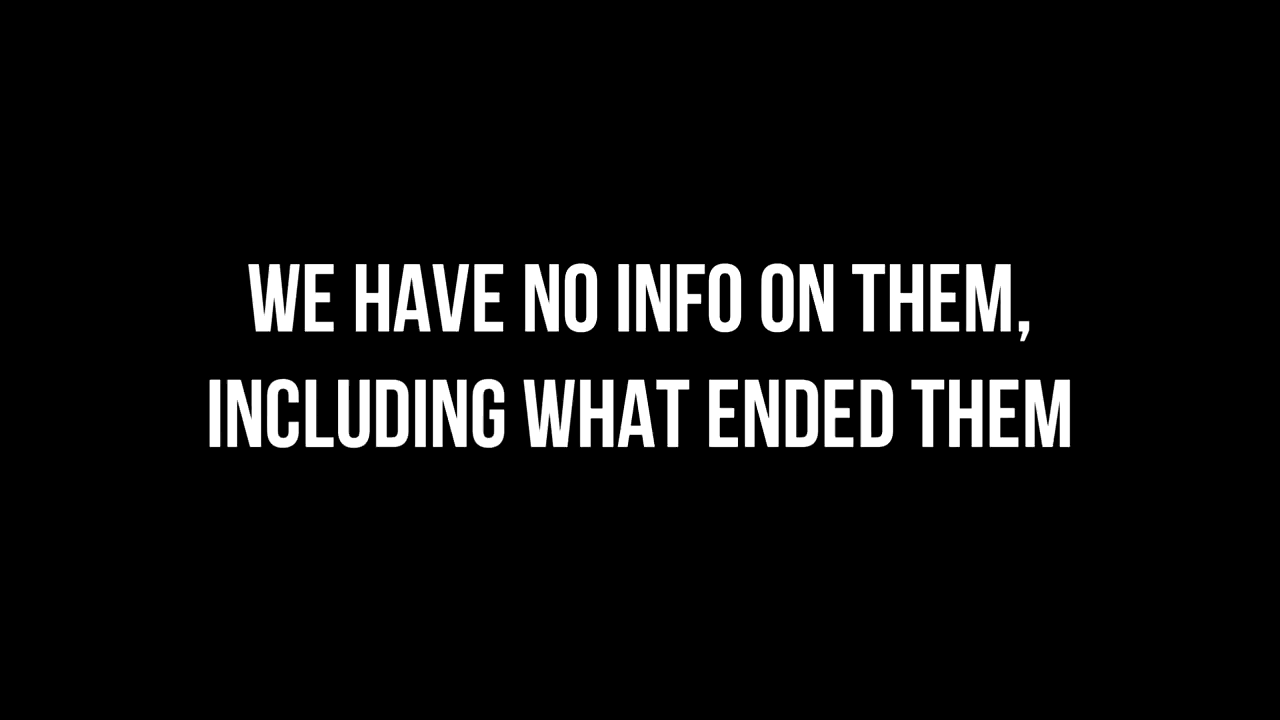 WE HAVE NO INFO ON THEM,
INCLUDING WHAT ENDED THEM